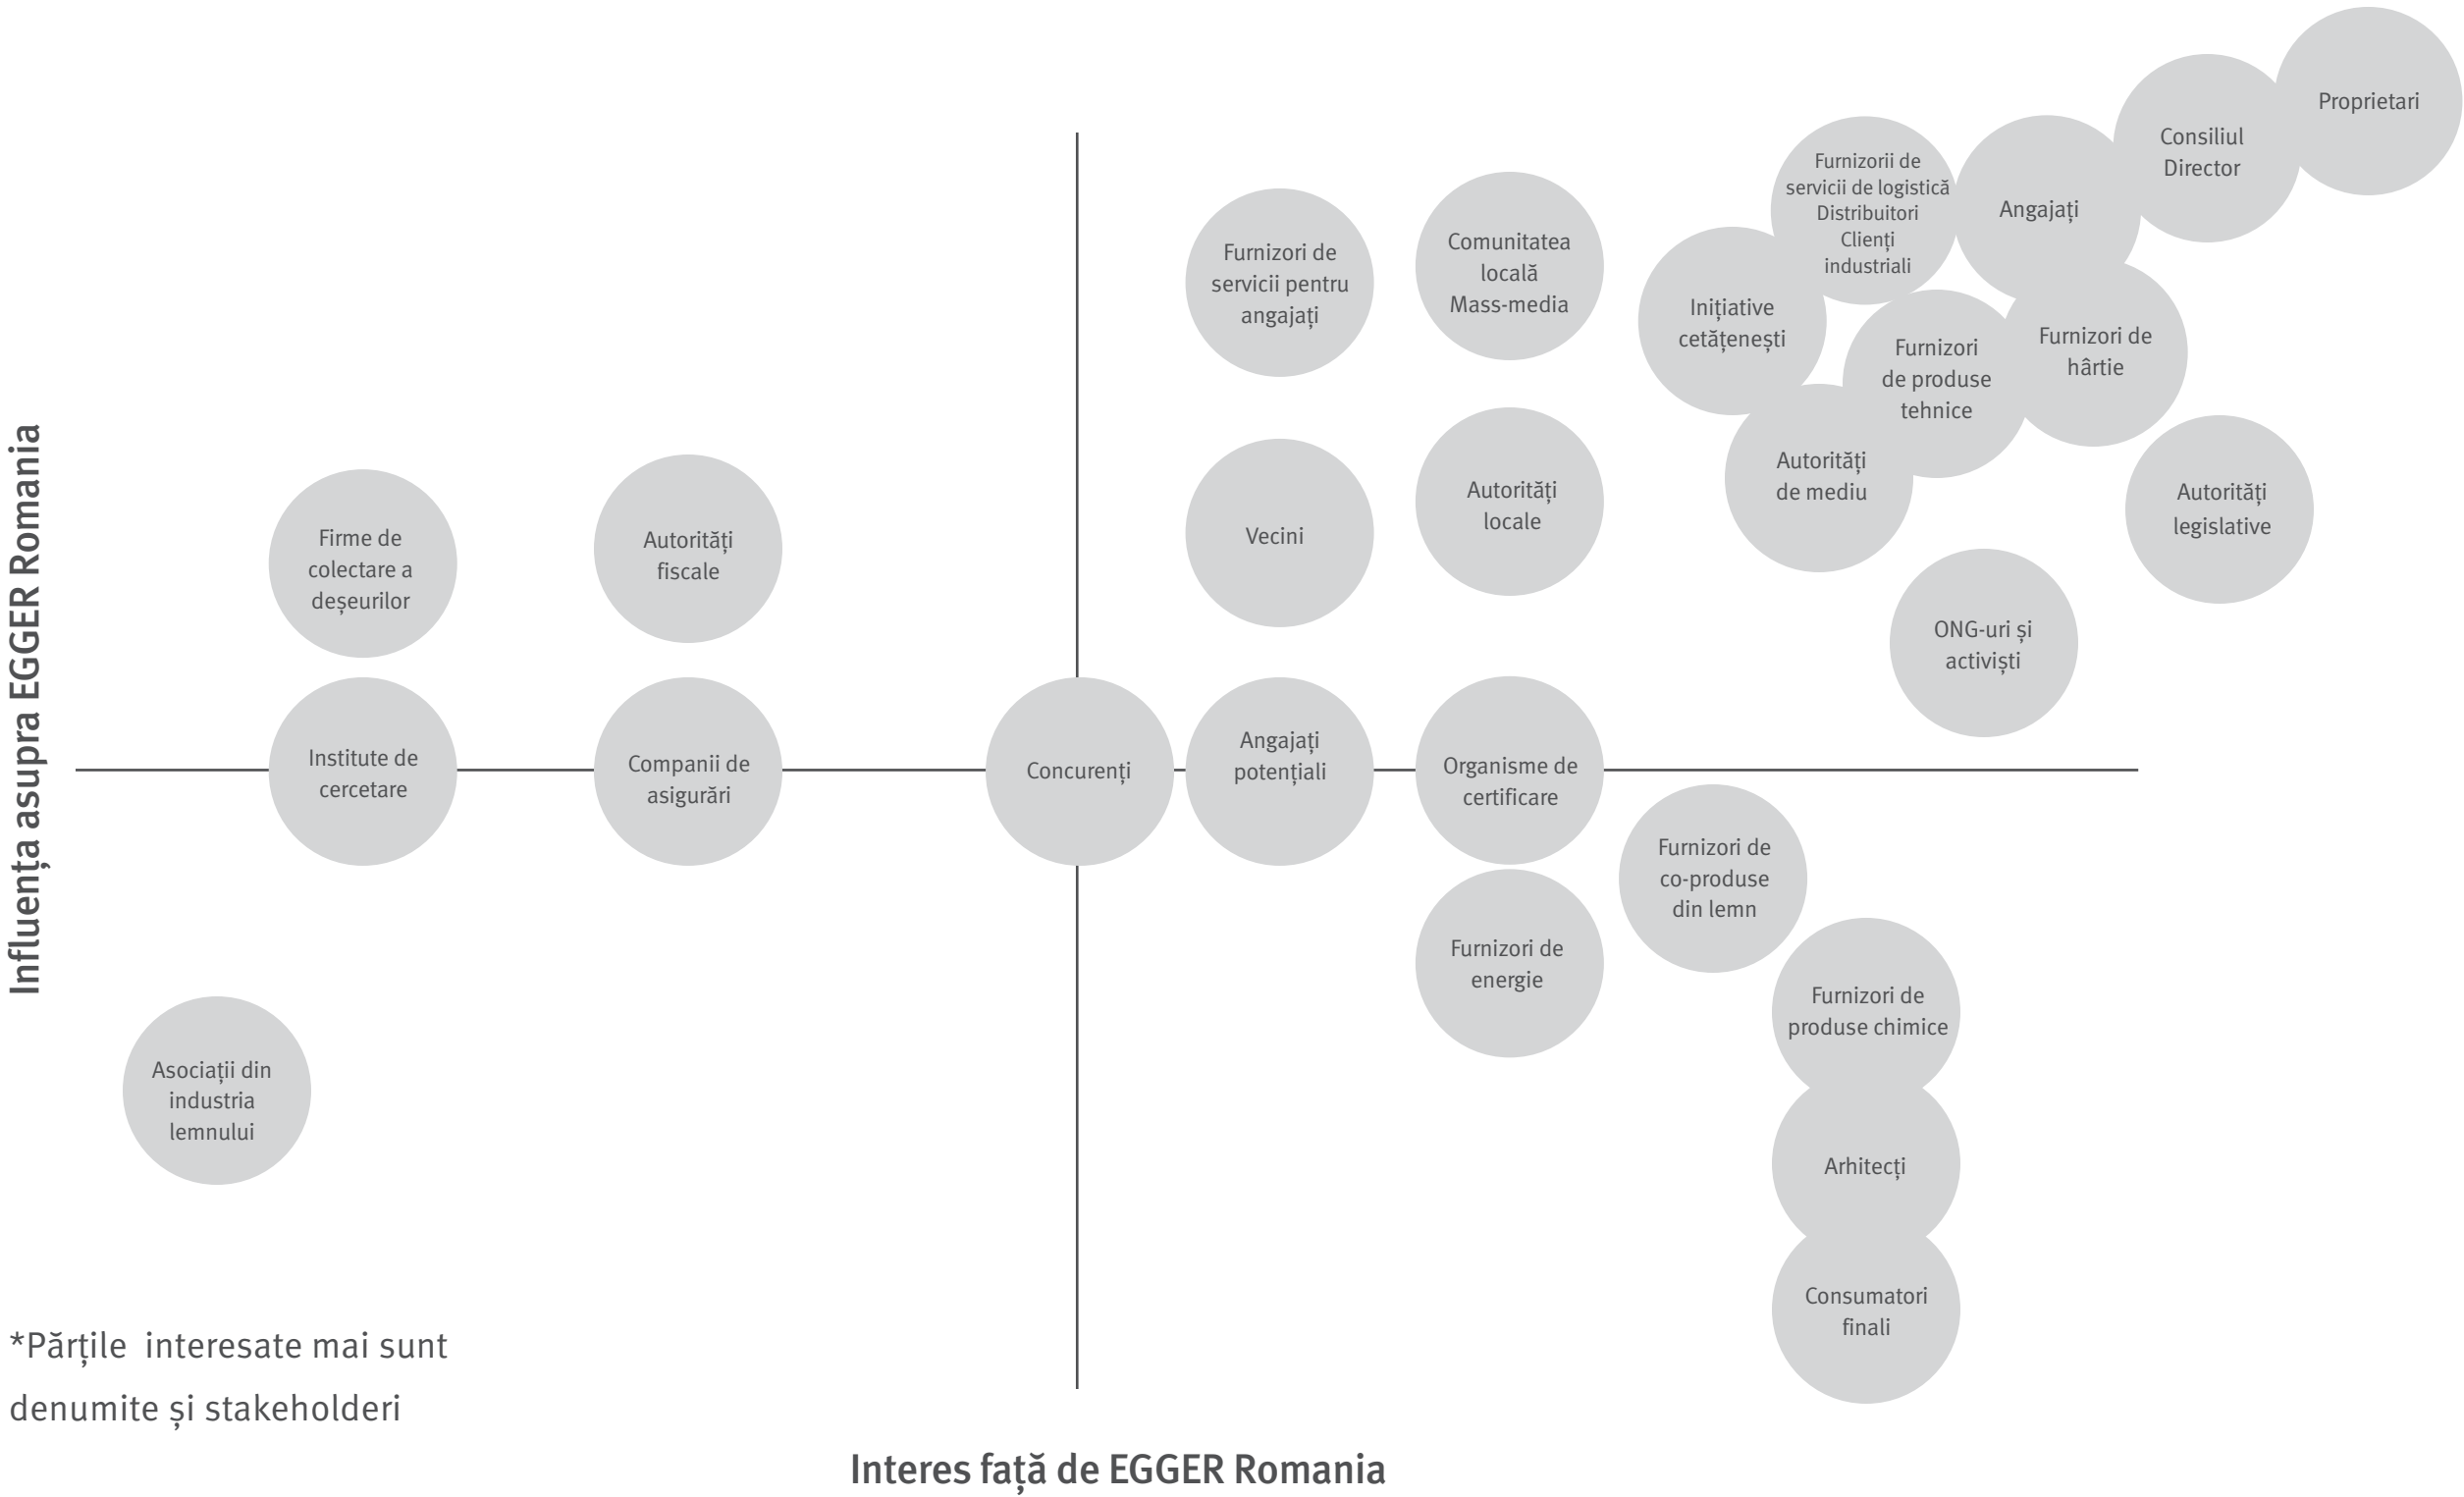 Proprietari
Consiliul
Director
Furnizorii de
servicii de logistică
Distribuitori
Clienți
industriali
Angajați
Furnizori de
servicii pentru
angajați
Comunitatea
locală
Mass-media
Inițiative
cetățenești
Furnizori
de produse
tehnice
Furnizori de
hârtie
Influența asupra EGGER Romania
Firme de
colectare a
deșeurilor
Autorități
fiscale
Vecini
Autorități
locale
Autorități
de mediu
Autorități
legislative
ONG-uri și
activiști
Institute de
cercetare
Companii de
asigurări
Concurenți
Angajați
potențiali
Organisme de
certificare
Furnizori de
co-produse
din lemn
Furnizori de
energie
Furnizori de
produse chimice
Asociații din
industria
lemnului
Arhitecți
Consumatori
finali
*Părțile  interesate mai sunt
denumite și stakeholderi
Interes față de EGGER Romania